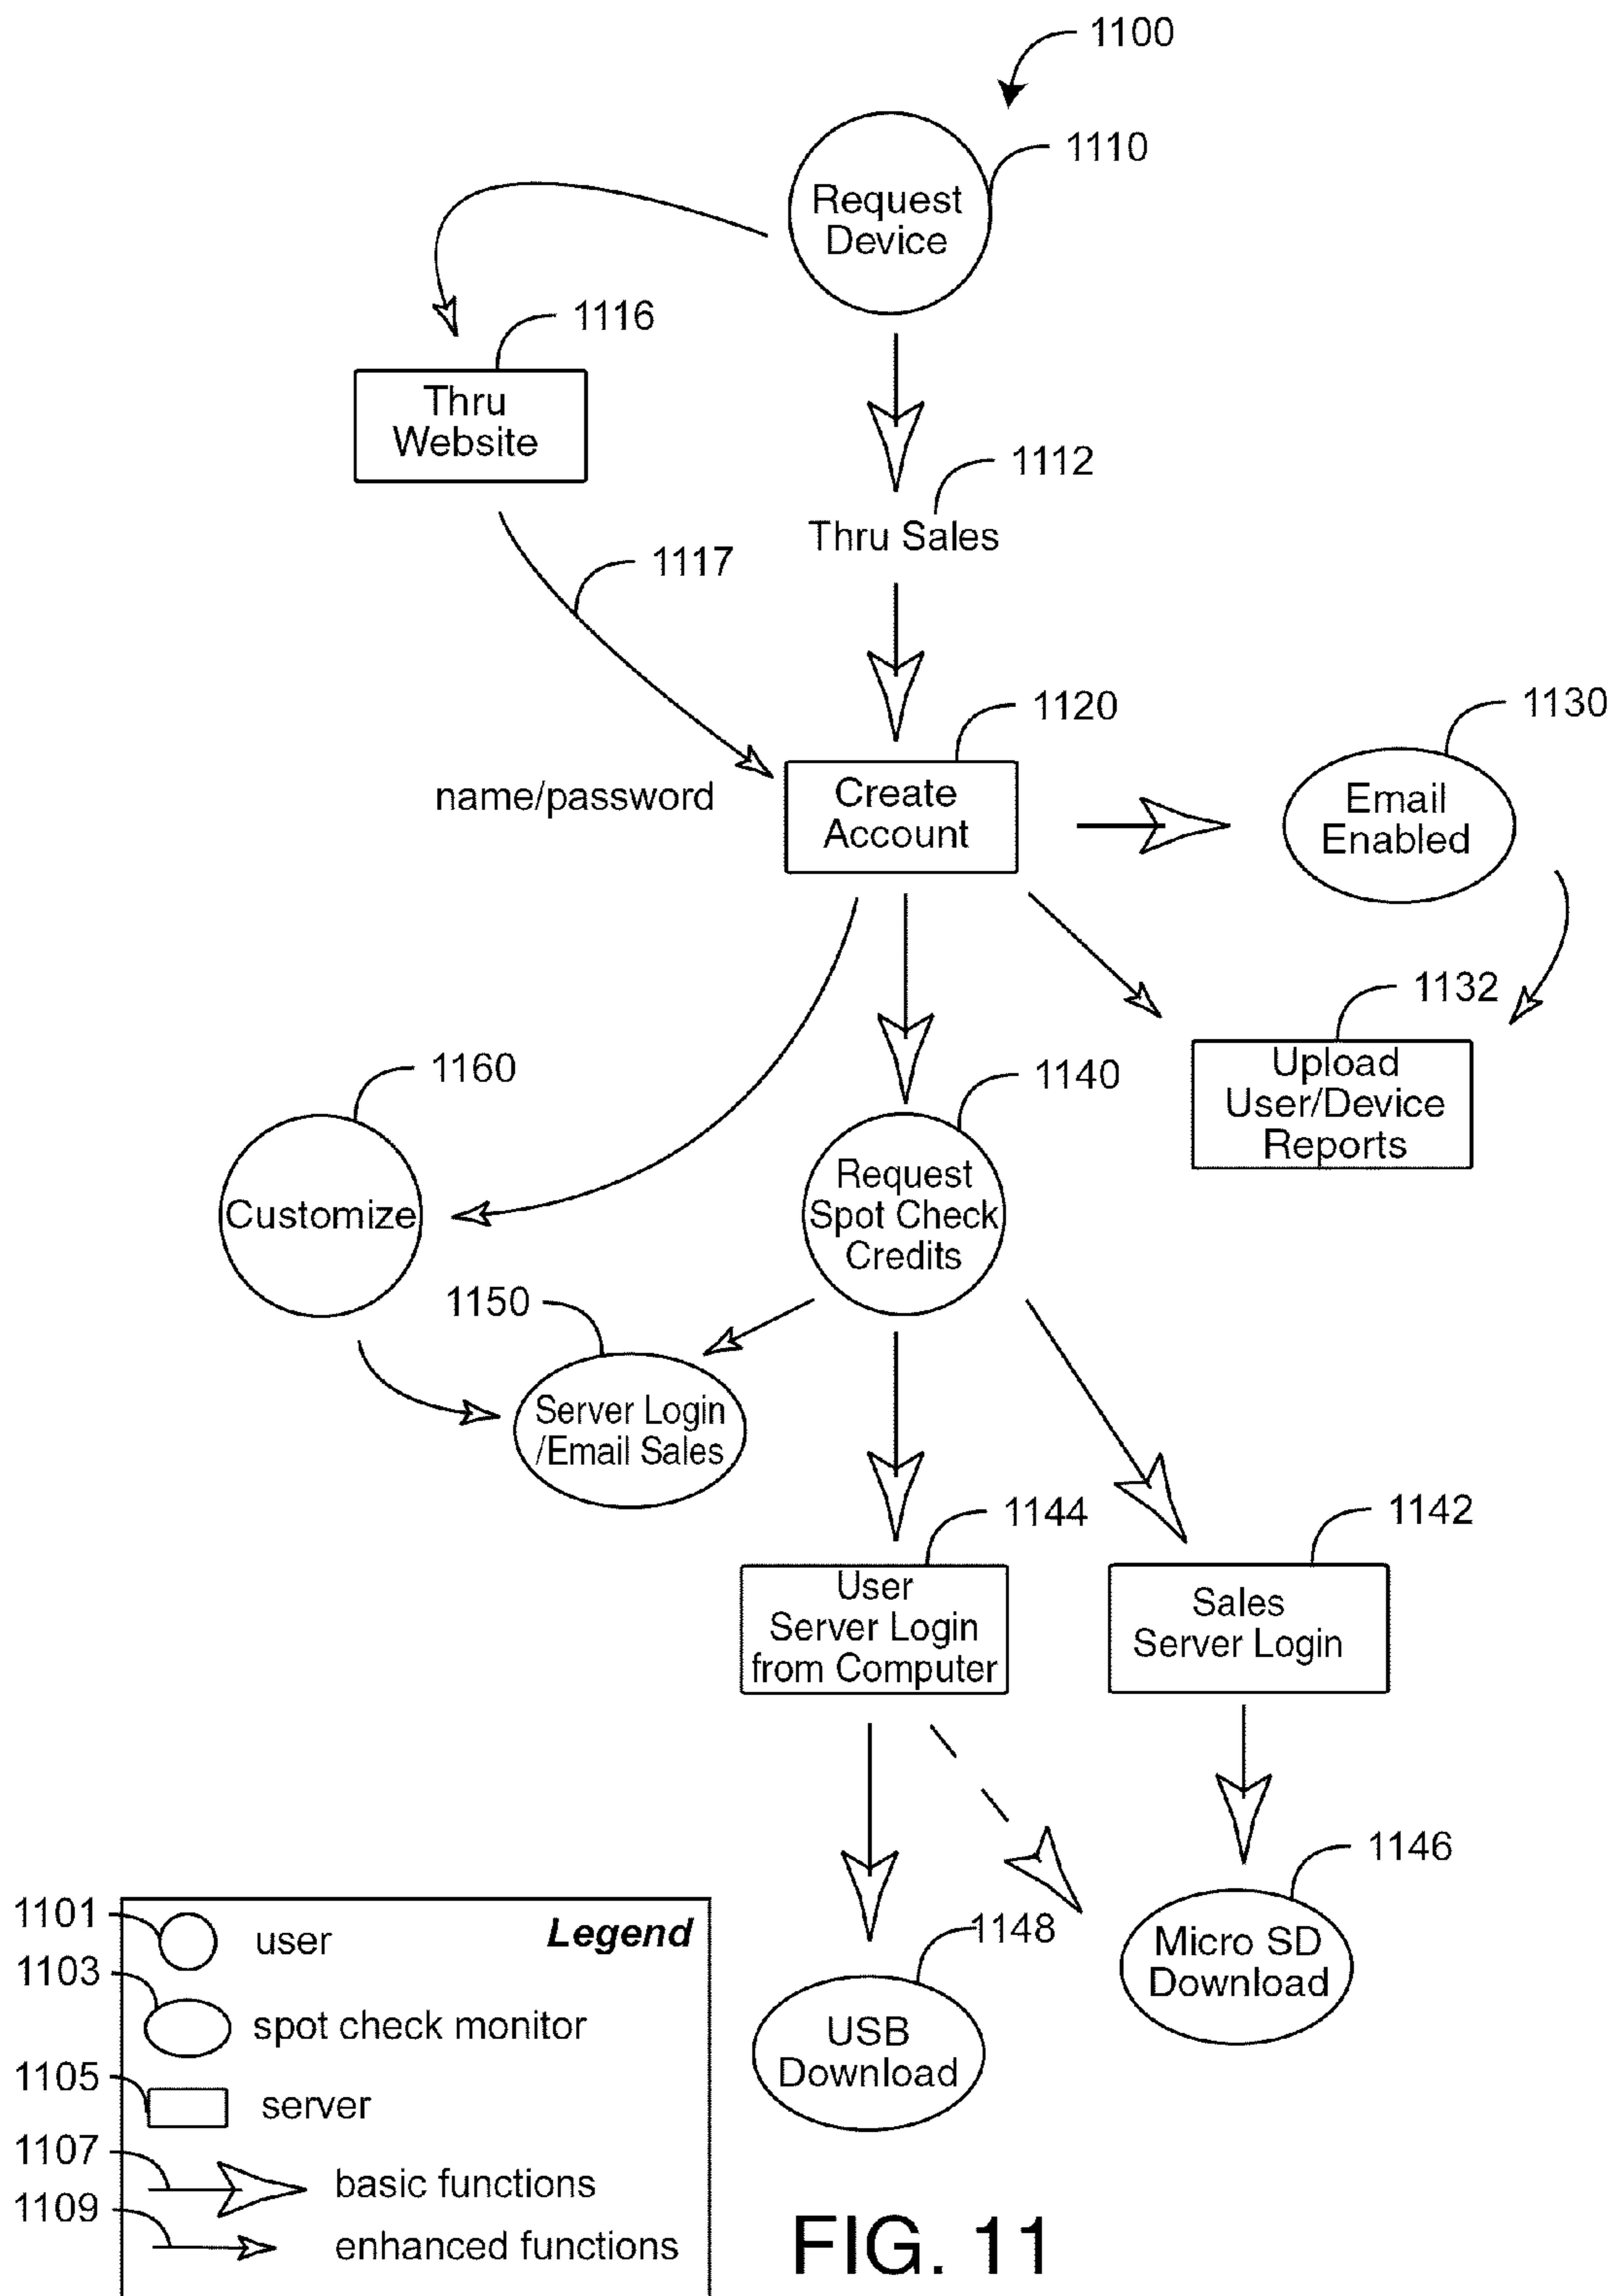 1100
1110
Request
Device
1116
Thru
Website
1112
Thru Sales
1117
1120
1130
name/password
Create
Account
Email
Enabled
1132
Upload
User/Device
Reports
1160
1140
Customize
Request
Spot Check
Credits
1150
Server Login
/Email Sales
1144
1142
User
Server Login
from Computer
Sales
Server Login
1146
1148
Micro SD
Download
USB
Download
Legend
1101
user
1103
spot check monitor
1105
server
1107
basic functions
1109
enhanced functions
FIG. 11